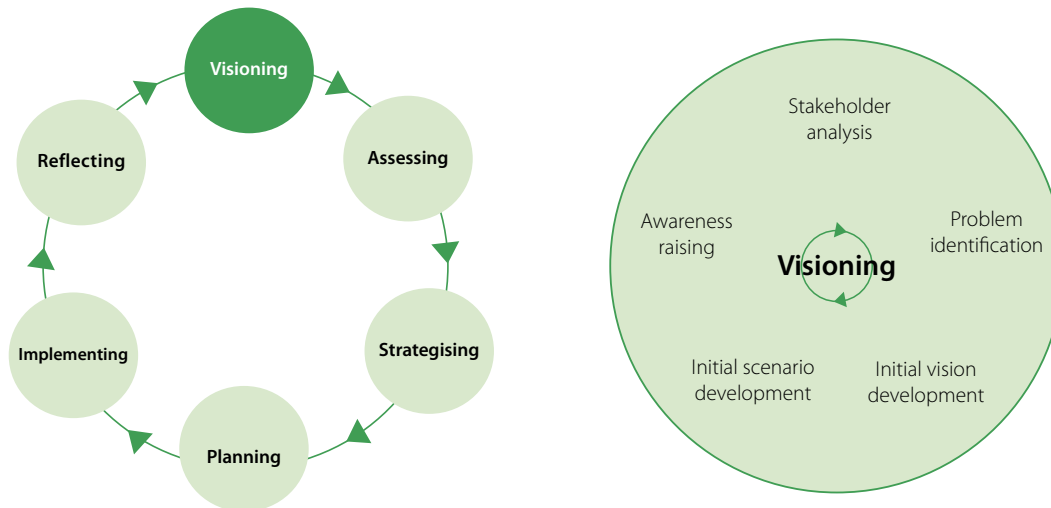 Visioning
Assessing
Strategising
Planning
Implementing
Reflecting
Stakeholder
analysis
Problem
identification
Initial vision
development
Initial scenario
development
Awareness
raising
Visioning